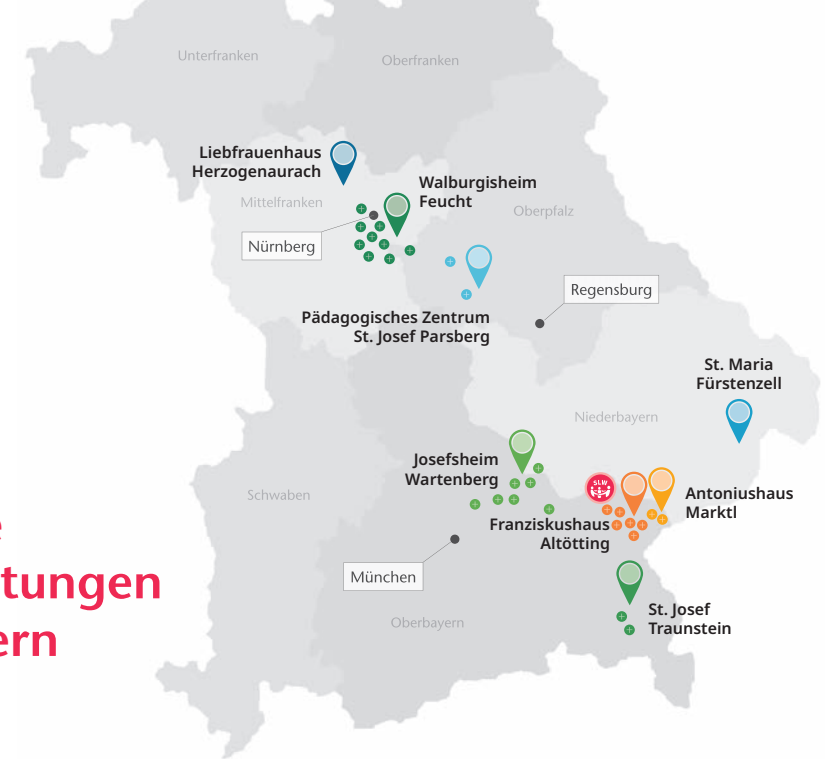 Unterfranken
Oberfranken
Liebfrauenhaus
Herzogenaurach
Walburgisheim
Feucht
Mittelfranken
Oberpfalz
Nürnberg
Regensburg
Pädagogisches Zentrum
St. Josef Parsberg
St. Maria
Fürstenzell
Niederbayern
Josefsheim
Wartenberg
Schwaben
SLW
Antoniushaus
Marktl
Franziskushaus
Altötting
e
tungen
ern
München
St. Josef
Traunstein
Oberbayern